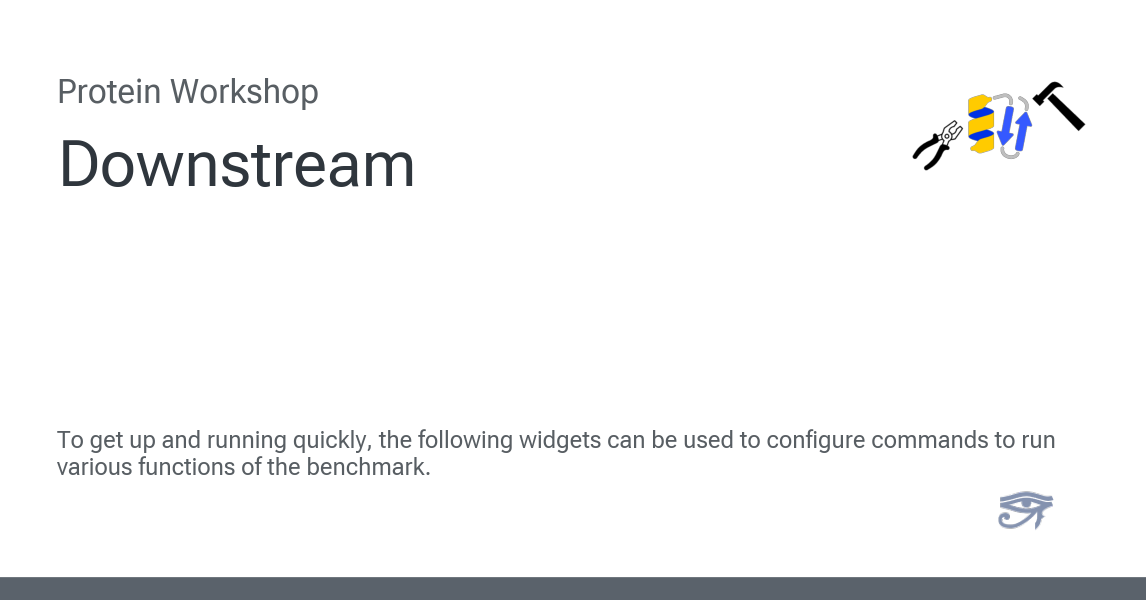 Protein Workshop
Downstream
To get up and running quickly, the following widgets can be used to configure commands to run
various functions of the benchmark.